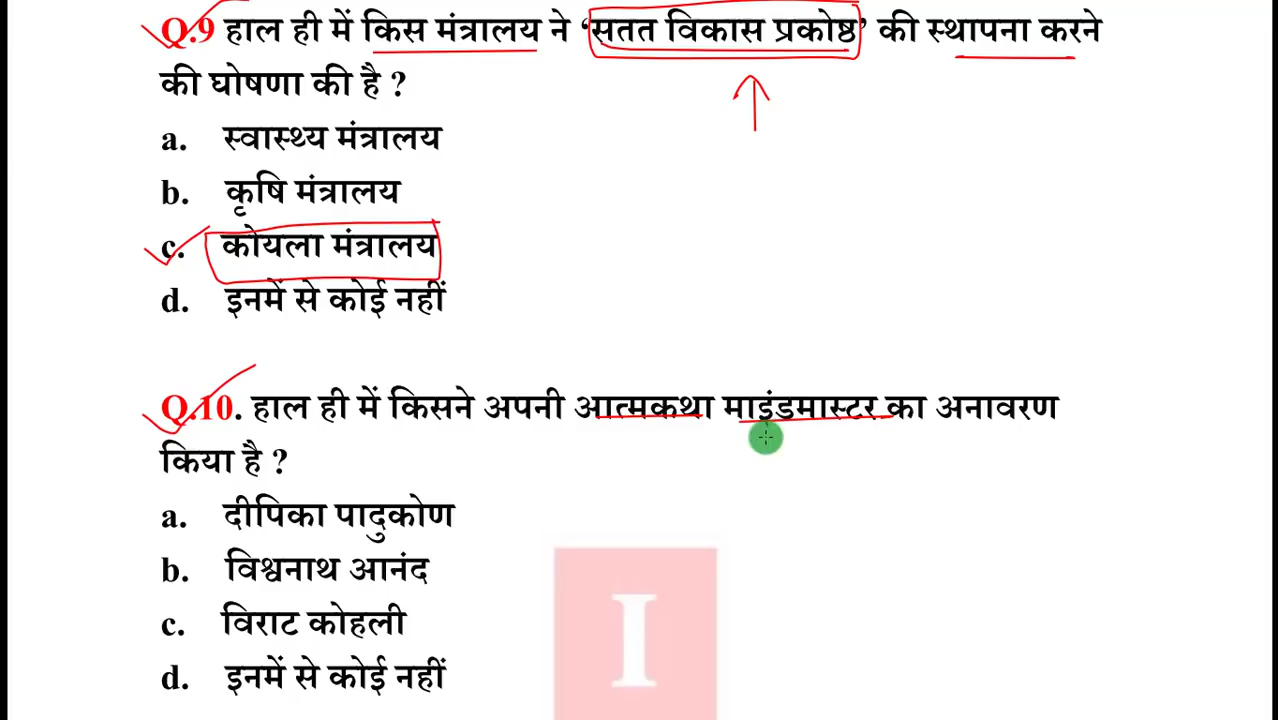 Q.9 हाल ही में किस मंत्रालय ने ‘सतत विकास प्रकोष्ठ’ की स्थापना करने
की घोषणा की है ?
a. स्वास्थ्य मंत्रालय
b. कृषि मंत्रालय
c. कोयला मंत्रालय
d. इनमें से कोई नहीं
Q.10. हाल ही में किसने अपनी आत्मकथा माइंडमास्टर का अनावरण
किया है ?
a. दीपिका पादुकोण
b. विश्वनाथ आनंद
c. विराट कोहली
d. इनमें से कोई नहीं
I